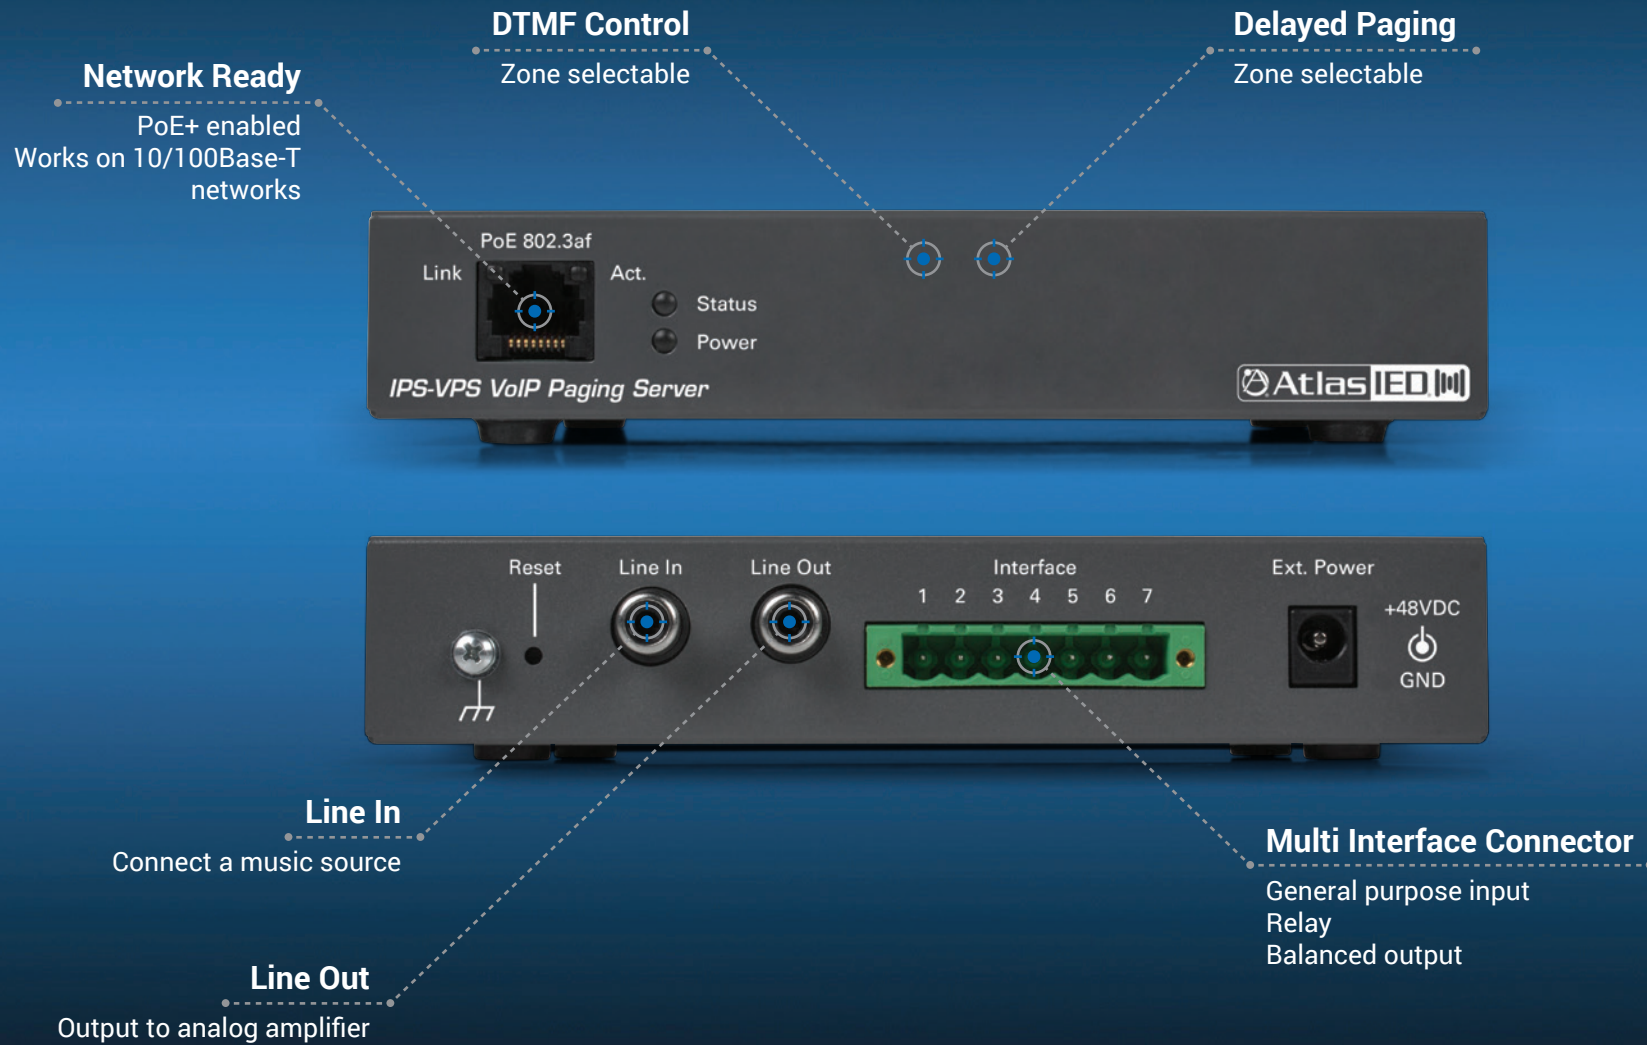 DTMF Control
Zone selectable
Delayed Paging
Zone selectable
Network Ready
PoE+ enabled
Works on 10/100Base-T
networks
PoE 802.3af
Link
Act.
Status
Power
IPS-VPS VoIP Paging Server
AtlasIED
Reset
Line In
Line Out
Interface
1 2 3 4 5 6 7
Ext. Power
+48VDC
GND
Line In
Connect a music source
Line Out
Output to analog amplifier
Multi Interface Connector
General purpose input
Relay
Balanced output